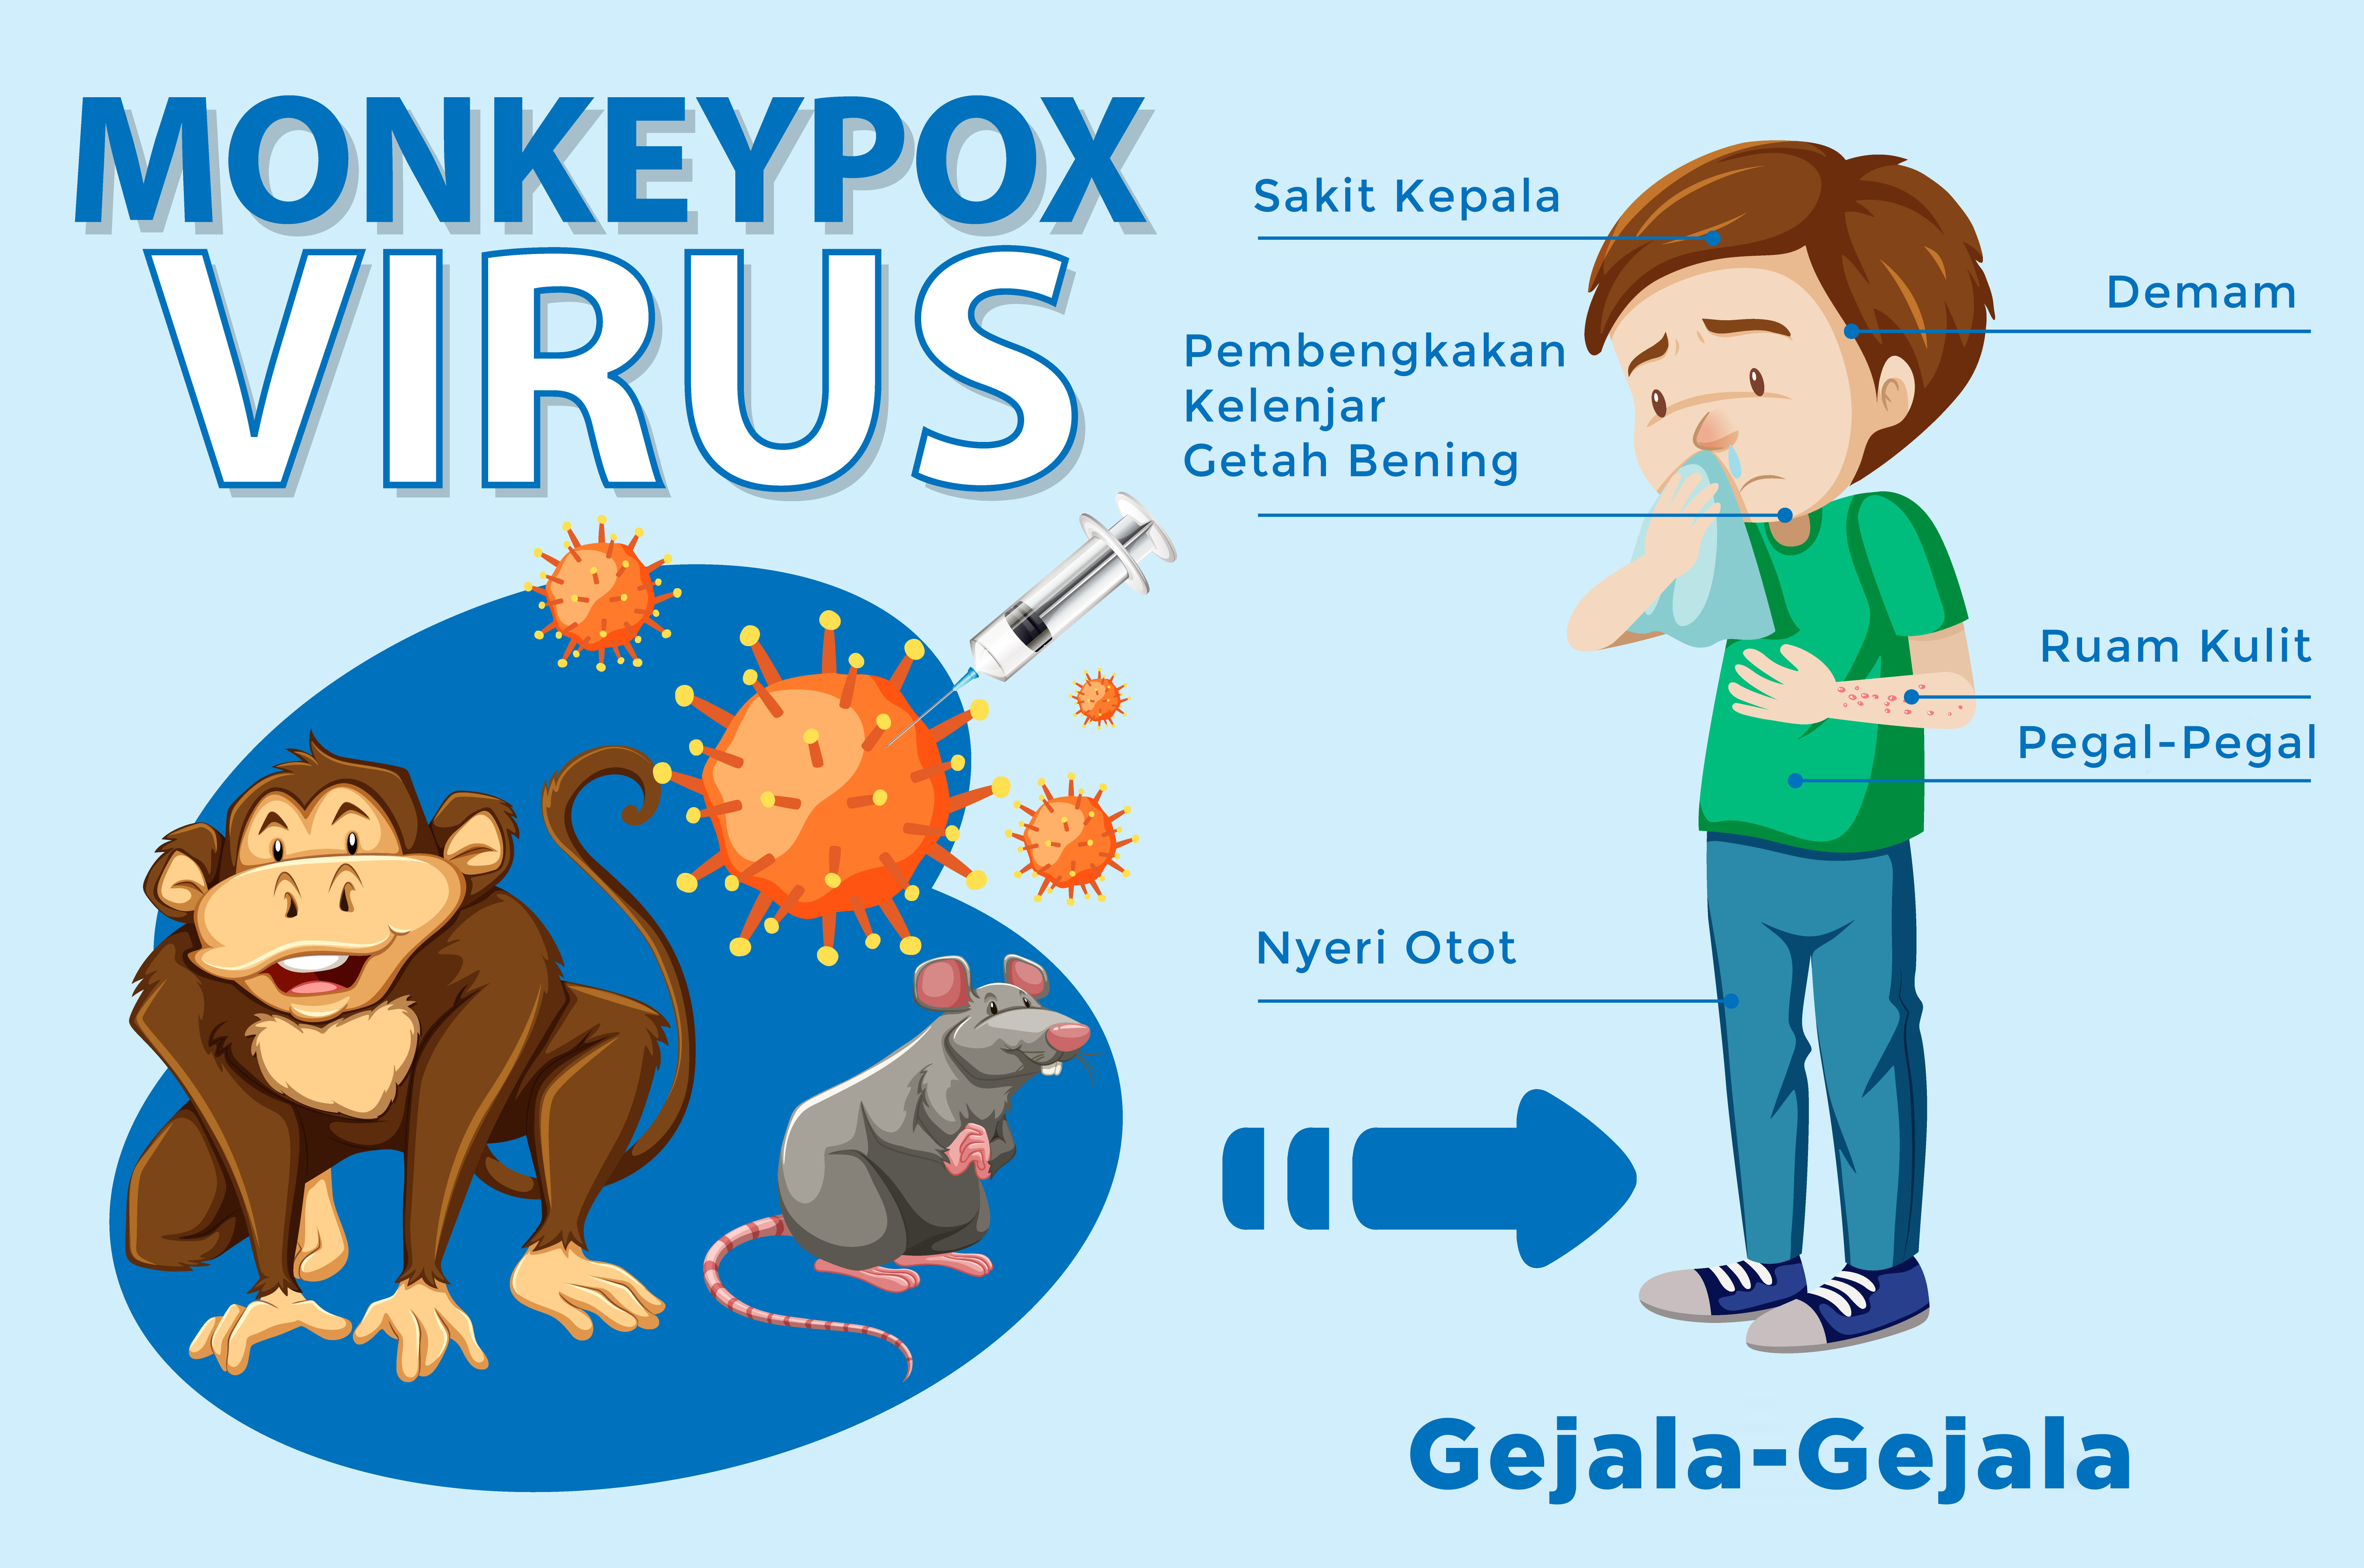 MONKEYPOX
VIRUS
Sakit Kepala
Demam
Pembengkakan
Kelenjar
Getah Bening
Ruam Kulit
Pegal-Pegal
Nyeri Otot
Gejala-Gejala